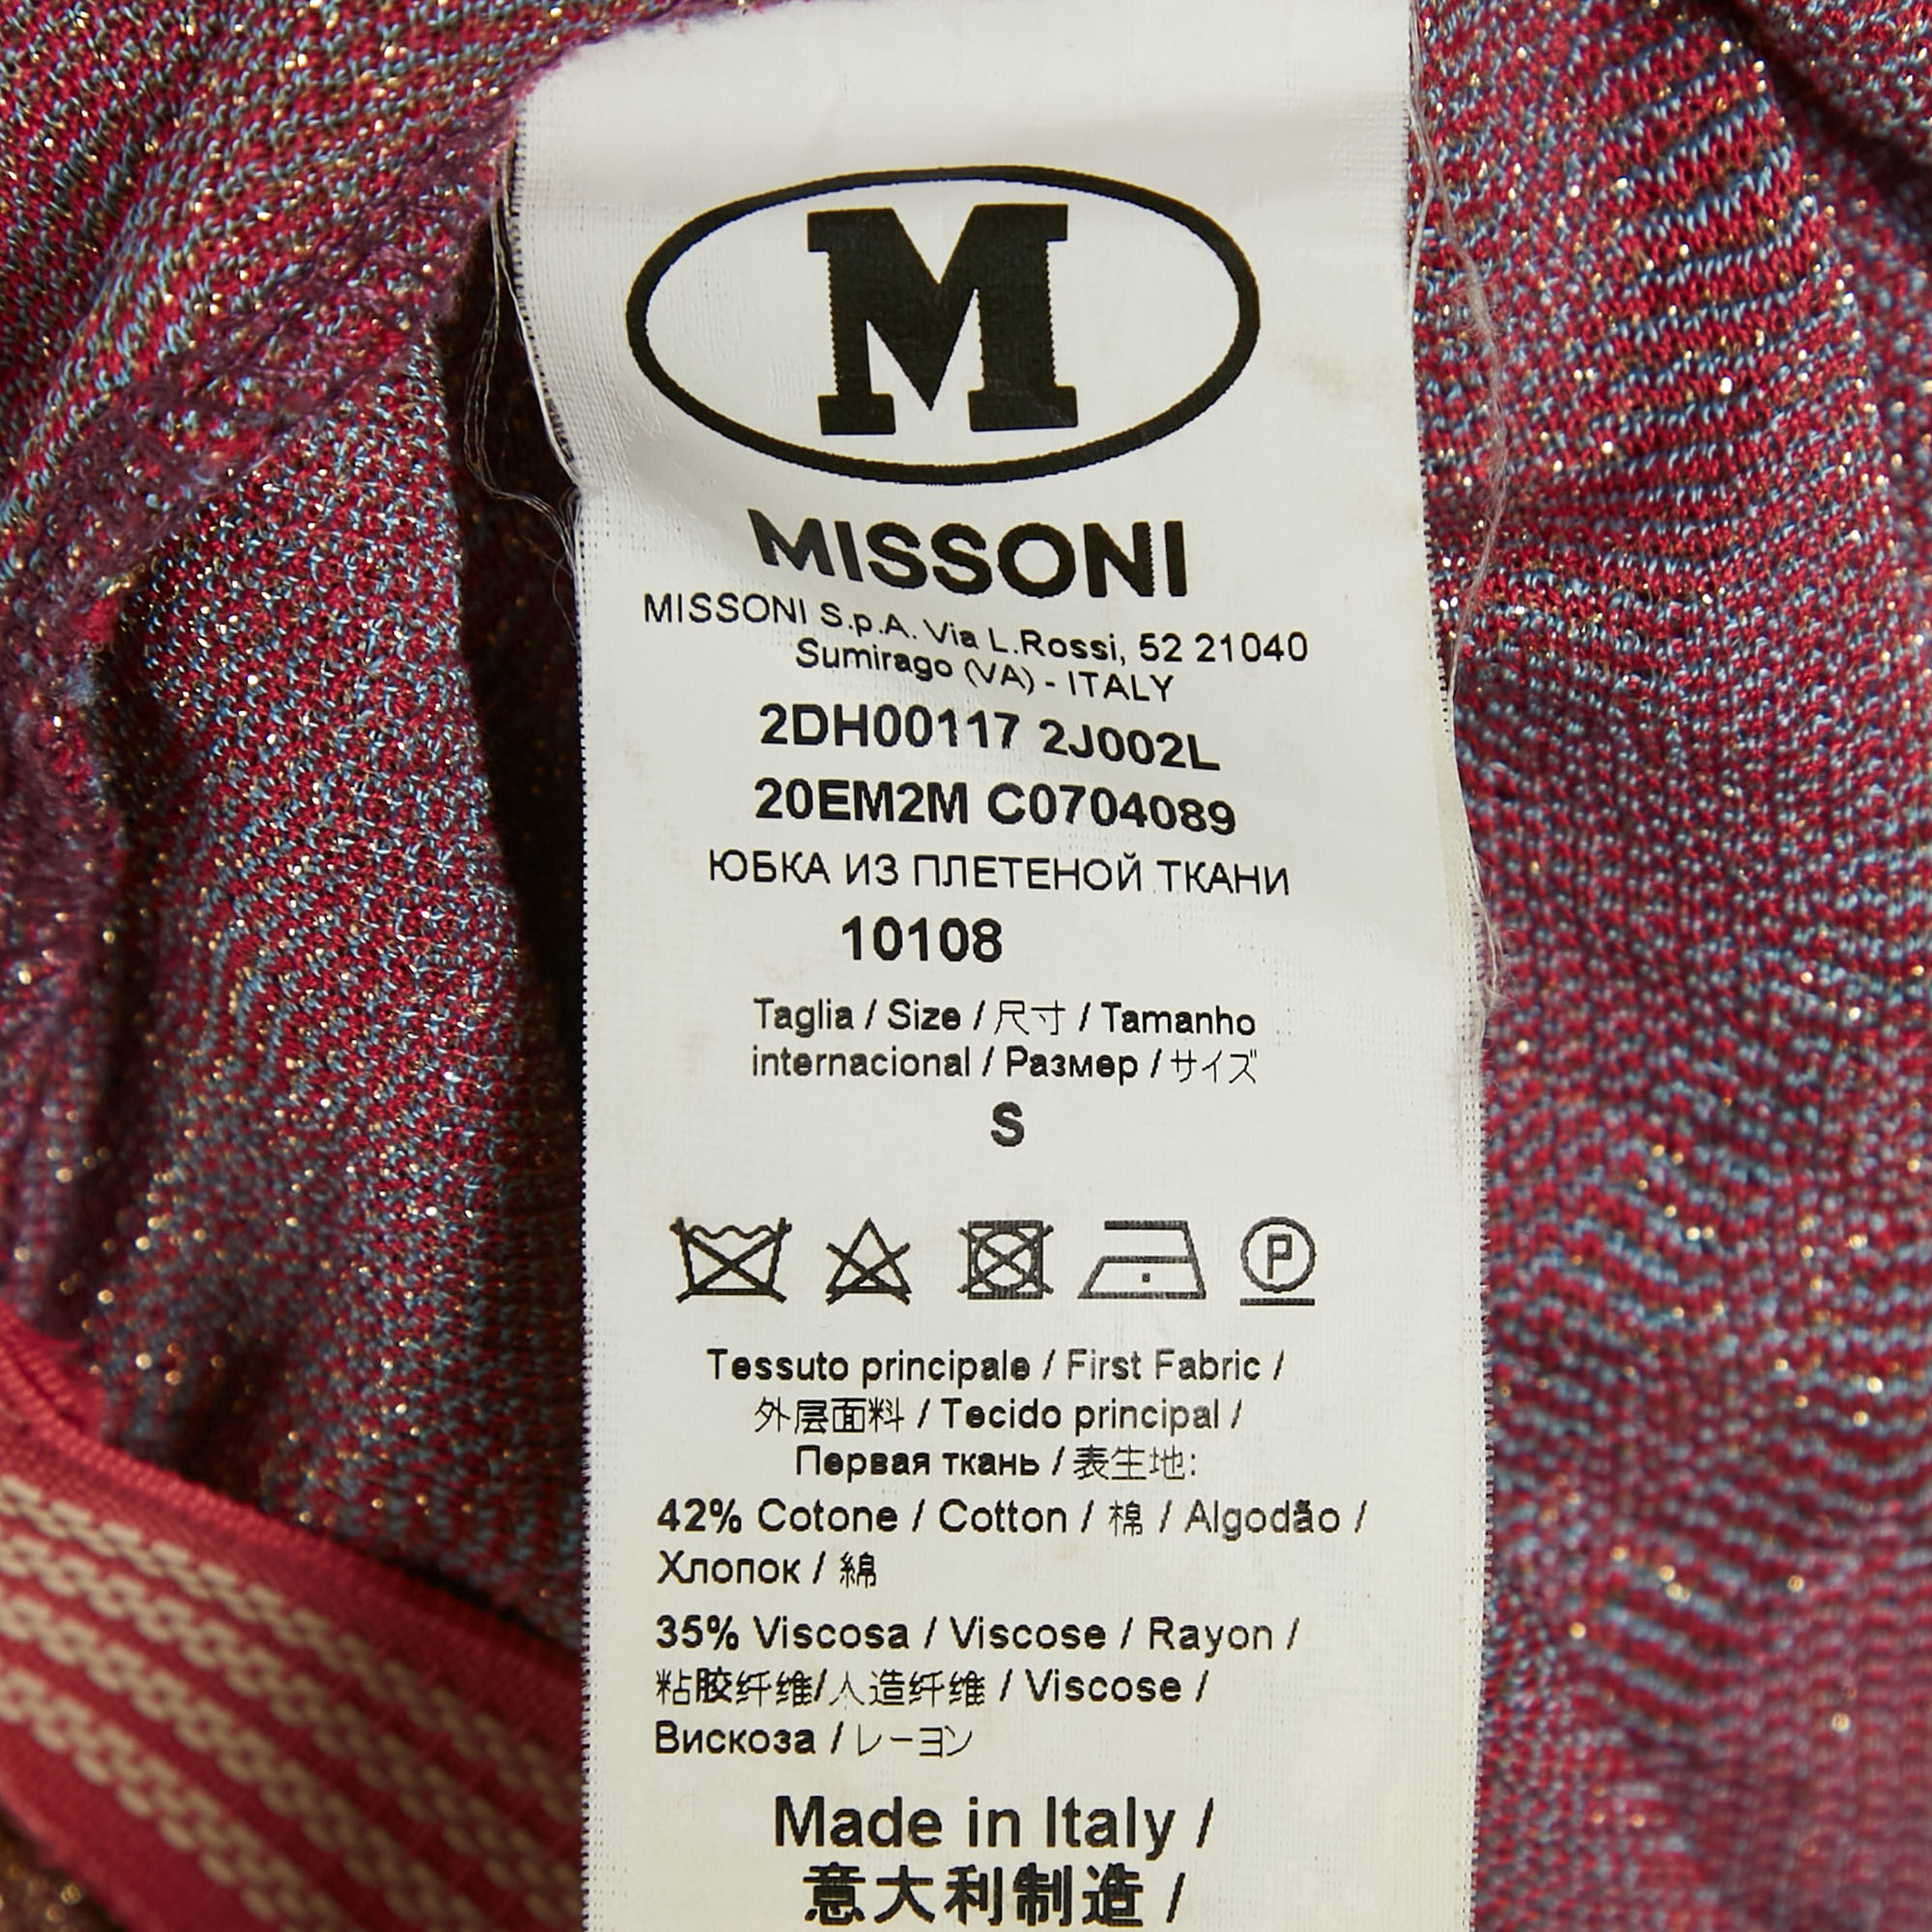 M
MISSONI
MISSONI S.p.A. Via L.Rossi, 52 21040
Sumirago (VA) - ITALY
2DH00117 2J002L
20EM2M C0704089
ЮБКА ИЗ ПЛЕТЕНОЙ ТКАНИ
10108
Taglia / Size / 尺寸 / Tamanho
internacional / Размер / サイズ
S
P
Tessuto principale / First Fabric /
外层面料 / Tecido principal /
Первая ткань / 表生地:
42% Cotone / Cotton / 棉 / Algodão /
Хлопок / 綿
35% Viscosa / Viscose / Rayon /
粘胶纤维/人造纤维 / Viscose /
Вискоза / レーヨン
Made in Italy /
意大利制造 /